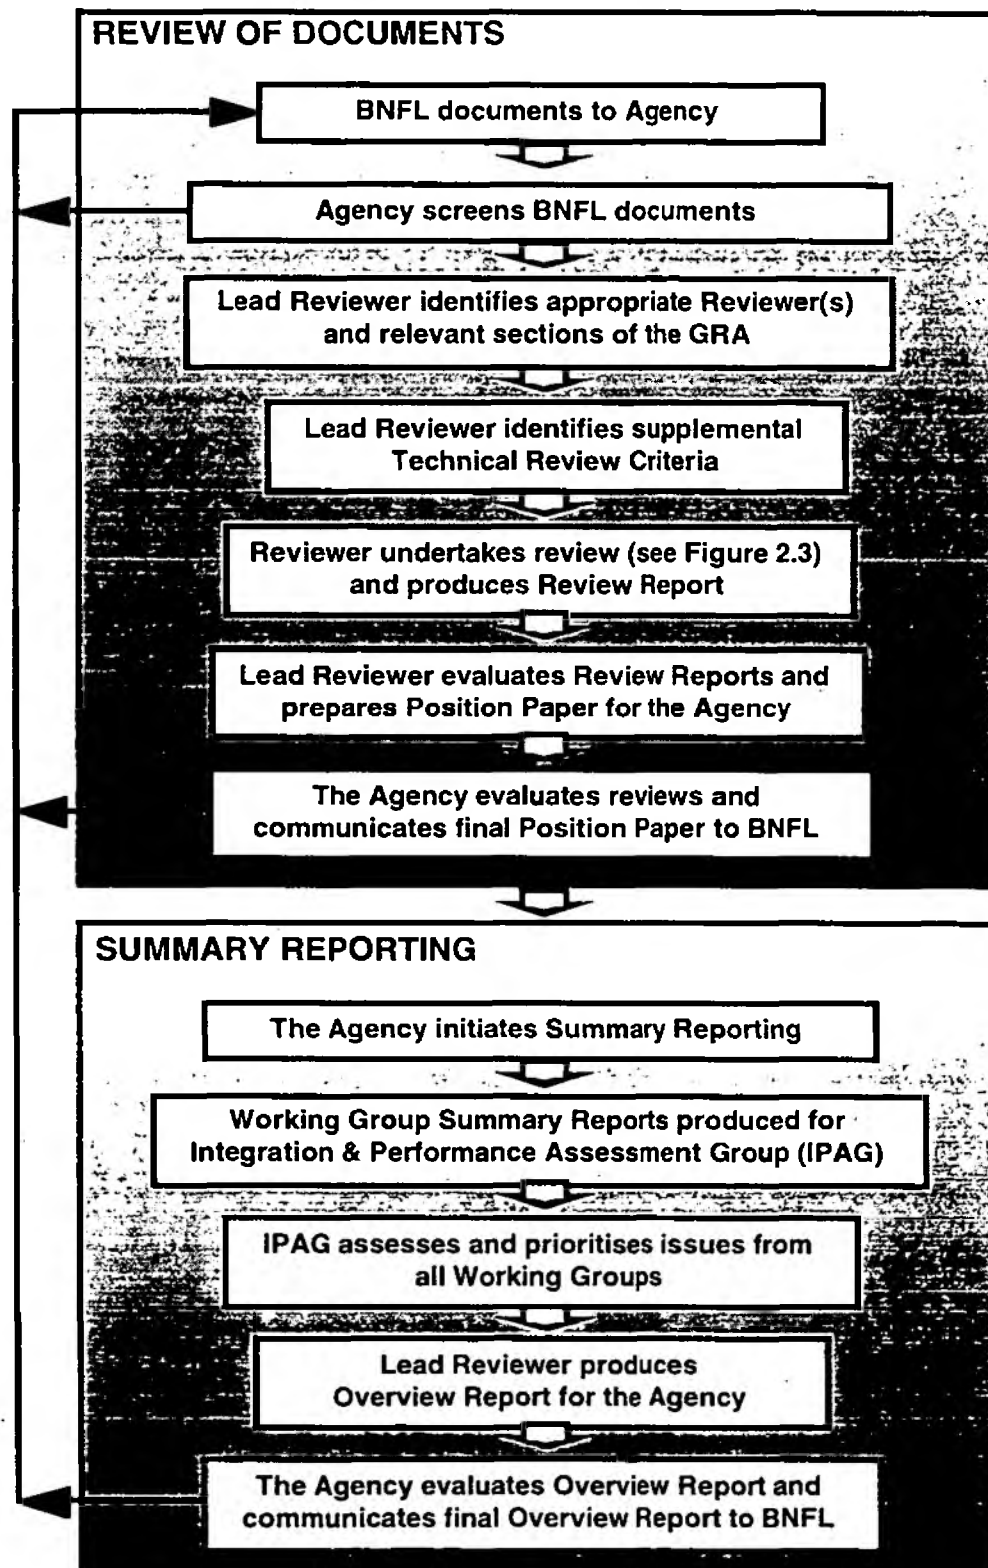 REVIEW OF DOCUMENTS
BNFL documents to Agency
Agency screens BNFL documents
Lead Reviewer identifies appropriate Reviewer(s)
and relevant sections of the GRA
Lead Reviewer identifies supplemental
Technical Review Criteria
Reviewer undertakes review (see Figure 2.3)
and produces Review Report
Lead Reviewer evaluates Review Reports and
prepares Position Paper for the Agency
The Agency evaluates reviews and
communicates final Position Paper to BNFL
SUMMARY REPORTING
The Agency initiates Summary Reporting
Working Group Summary Reports produced for
Integration & Performance Assessment Group (IPAG)
IPAG assesses and prioritises issues from
all Working Groups
Lead Reviewer produces
Overview Report for the Agency
The Agency evaluates Overview Report and
communicates final Overview Report to BNFL